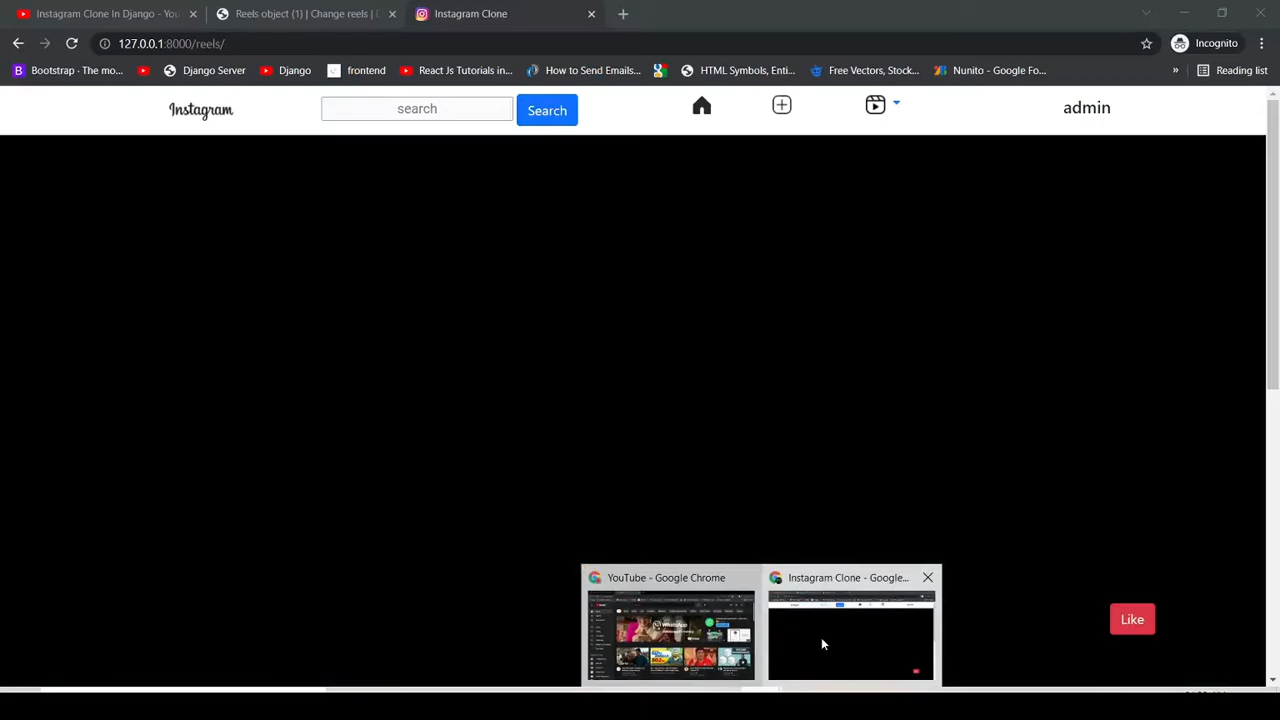 Instagram Clone In Django - You
Reels object (1) | Change reels | D
Instagram Clone
127.0.0.1:8000/reels/
Incognito
B Bootstrap · The mo...
Django Server
Django
frontend
React Js Tutorials in...
How to Send Emails...
HTML Symbols, Enti...
Free Vectors, Stock...
Nunito - Google Fo...
»
Reading list
Instagram
search
Search
admin
YouTube - Google Chrome
Instagram Clone - Google...
WhatsApp
Like